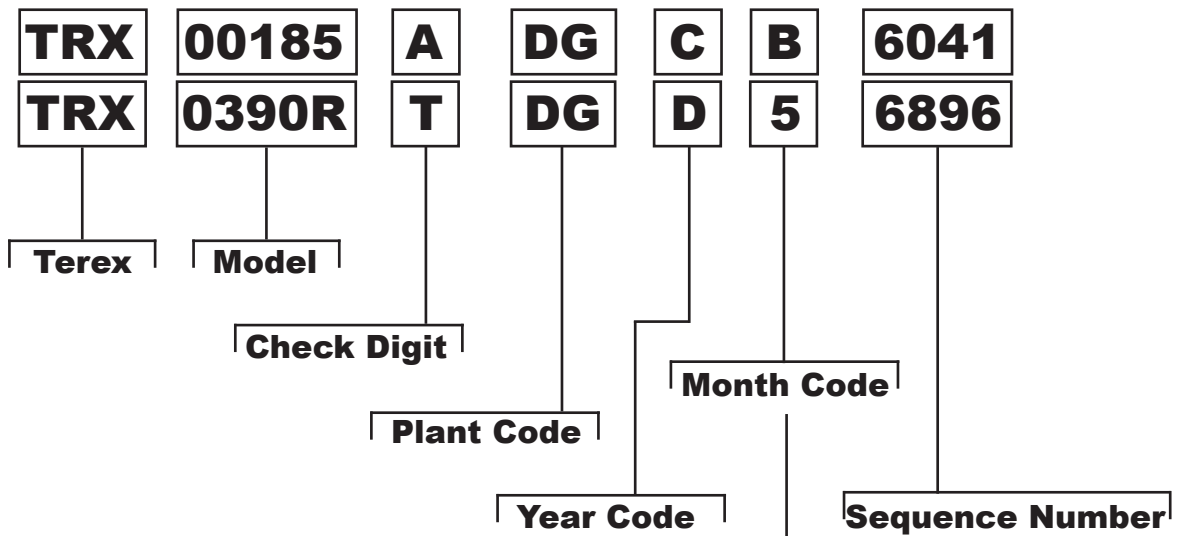 TRX 00185 A DG C B 6041
TRX 0390R T DG D 5 6896
Terex Model
Check Digit
Month Code
Plant Code
Year Code Sequence Number